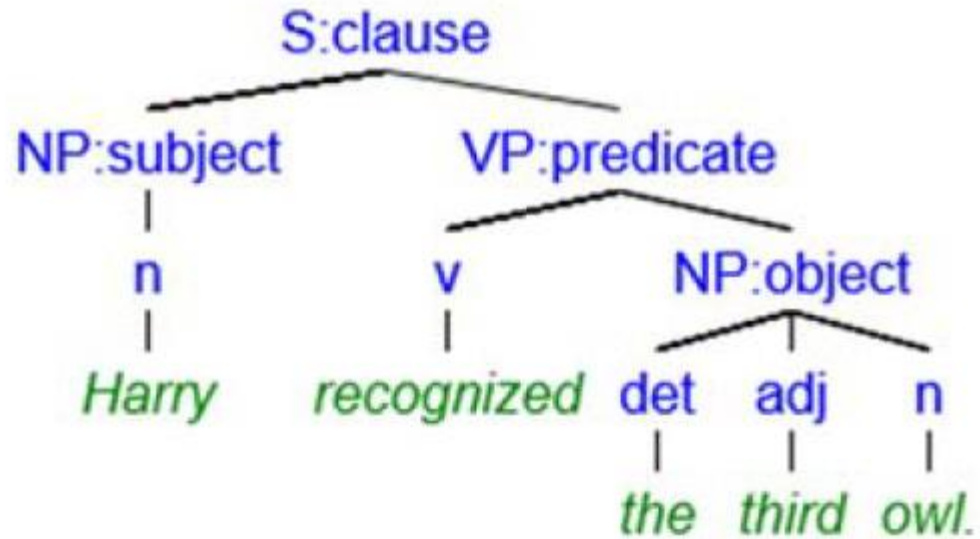 S:clause
NP:subject VP:predicate
n v NP:object
Harry recognized det adj n
the third owl.